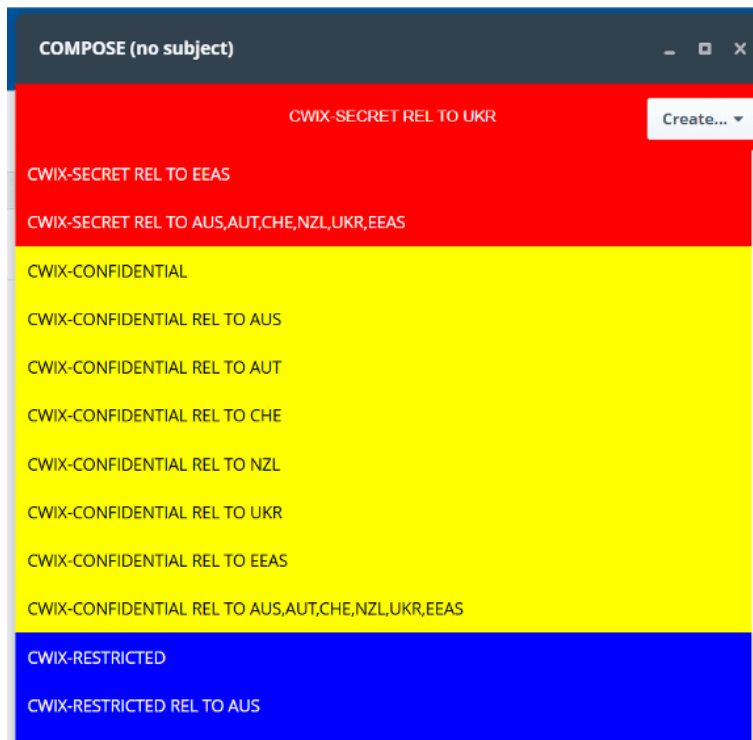 COMPOSE (no subject)
CWIX-SECRET REL TO UKR
Create...
CWIX-SECRET REL TO EEAS
CWIX-SECRET REL TO AUS,AUT,CHE,NZL,UKR,EEAS
CWIX-CONFIDENTIAL
CWIX-CONFIDENTIAL REL TO AUS
CWIX-CONFIDENTIAL REL TO AUT
CWIX-CONFIDENTIAL REL TO CHE
CWIX-CONFIDENTIAL REL TO NZL
CWIX-CONFIDENTIAL REL TO UKR
CWIX-CONFIDENTIAL REL TO EEAS
CWIX-CONFIDENTIAL REL TO AUS,AUT,CHE,NZL,UKR,EEAS
CWIX-RESTRICTED
CWIX-RESTRICTED REL TO AUS